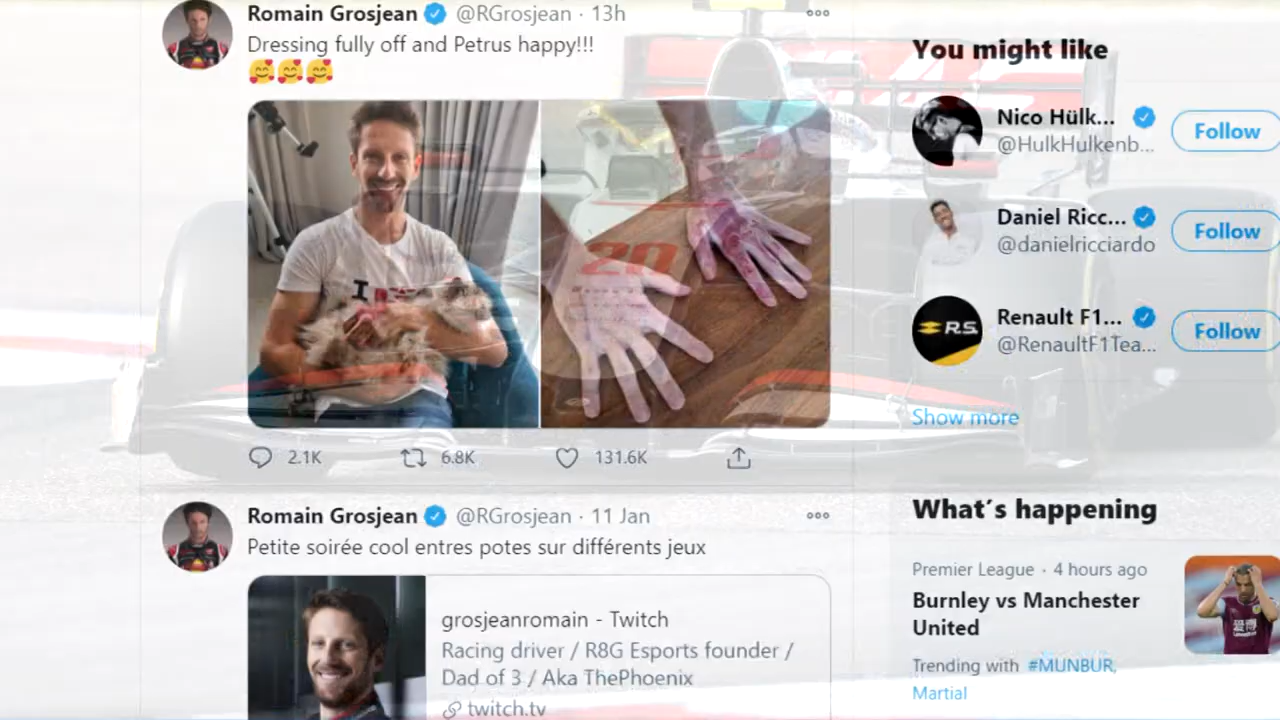 Romain Grosjean @RGrosjean · 13h
Dressing fully off and Petrus happy!!!
🥰🥰🥰
I
20
2.1K 6.8K 131.6K
Romain Grosjean @RGrosjean · 11 Jan
Petite soirée cool entres potes sur différents jeux
grosjeanromain - Twitch
Racing driver / R8G Esports founder /
Dad of 3 / Aka ThePhoenix
twitch.tv
You might like
Nico Hülk...
@HulkHulkenb...
Follow
Daniel Ricc...
@danielricciardo
Follow
R.S.
Renault F1...
@RenaultF1Tea...
Follow
Show more
What's happening
Premier League · 4 hours ago
Burnley vs Manchester
United
Trending with #MUNBUR,
Martial